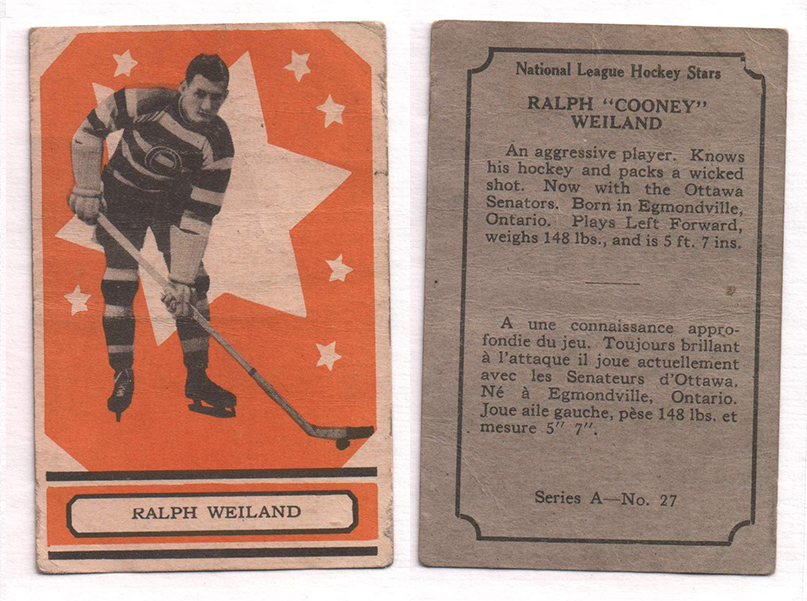 RALPH WEILAND
National League Hockey Stars
RALPH "COONEY"
WEILAND
An aggressive player. Knows
his hockey and packs a wicked
shot. Now with the Ottawa
Senators. Born in Egmondville,
Ontario. Plays Left Forward,
weighs 148 lbs., and is 5 ft. 7 ins.
A une connaissance appro-
fondie du jeu. Toujours brillant
à l'attaque il joue actuellement
avec les Senateurs d'Ottawa.
Né à Egmondville, Ontario.
Joue aile gauche, pèse 148 lbs. et
mesure 5" 7".
Series A—No. 27